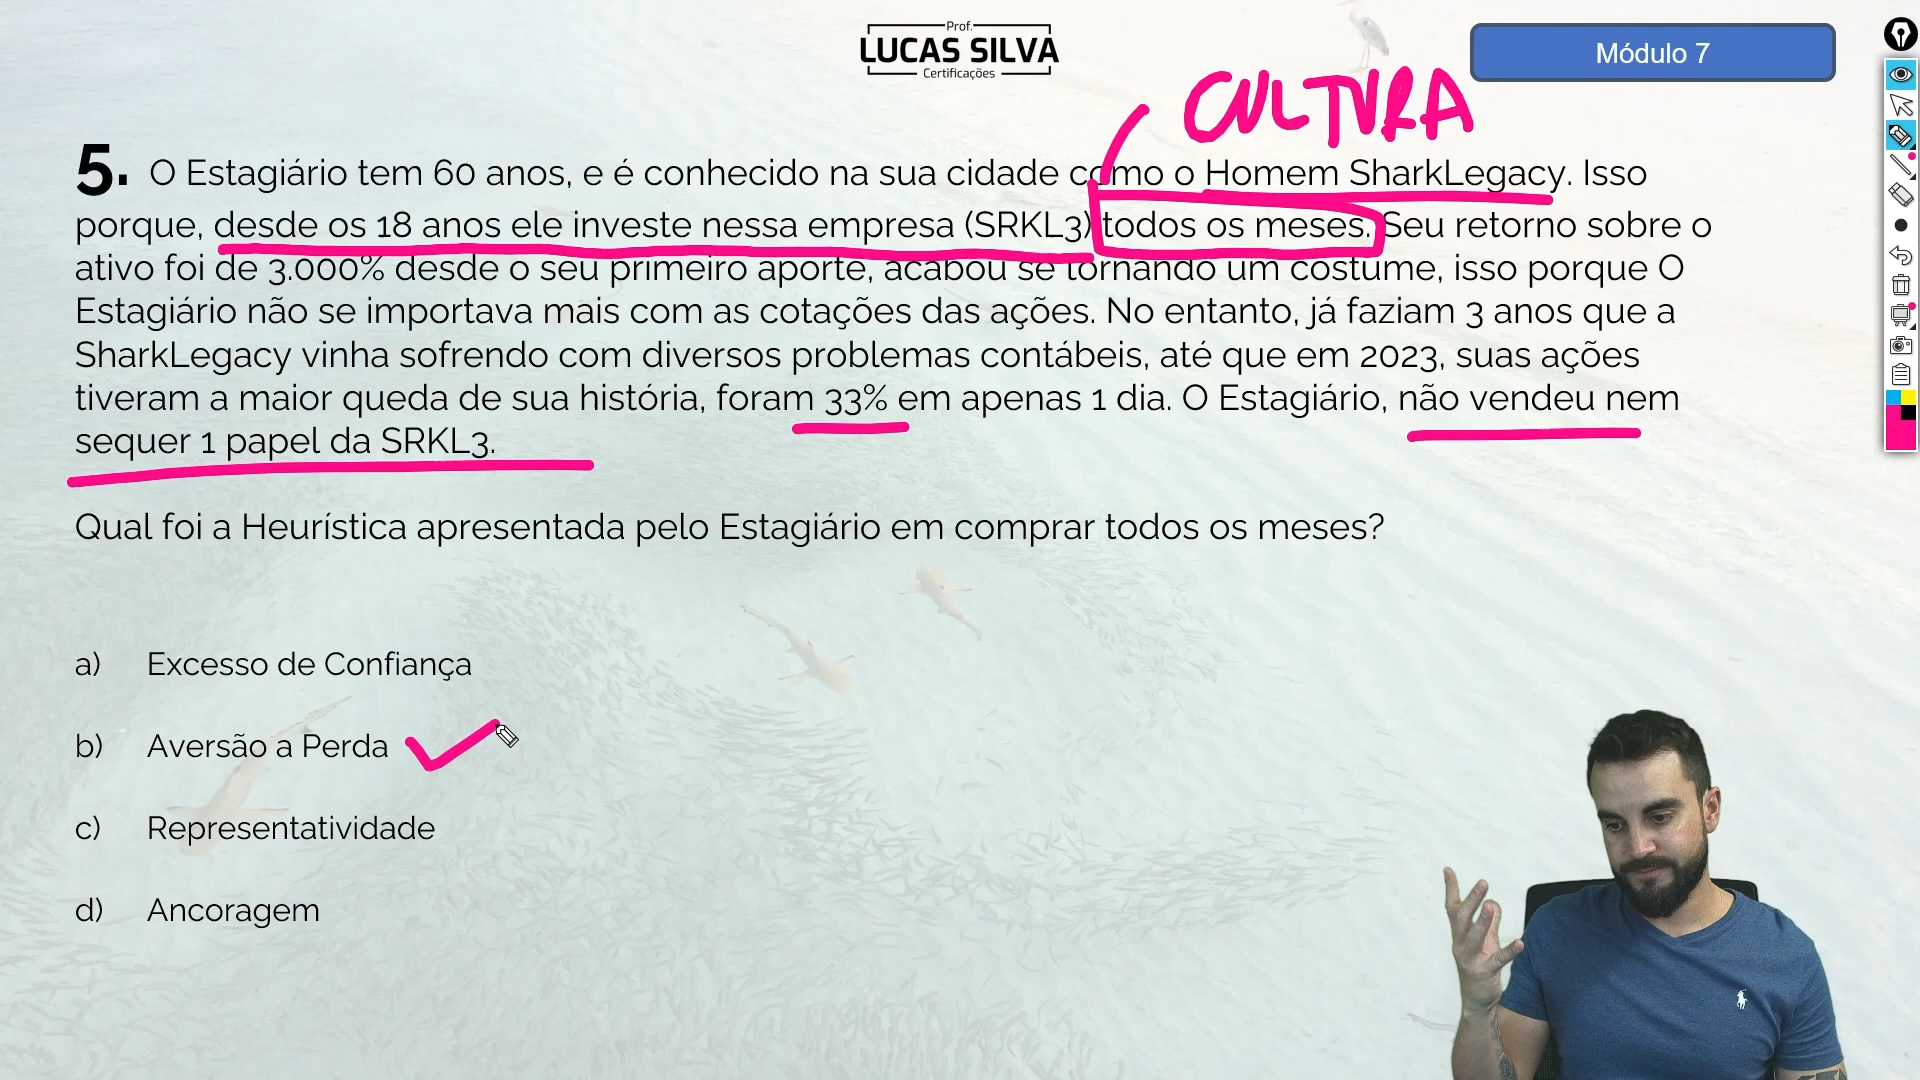 Prof.
LUCAS SILVA
Certificações
Módulo 7
CULTURA
5. O Estagiário tem 60 anos, e é conhecido na sua cidade como o Homem SharkLegacy. Isso
porque, desde os 18 anos ele investe nessa empresa (SRKL3) todos os meses. Seu retorno sobre o
ativo foi de 3.000% desde o seu primeiro aporte, acabou se tornando um costume, isso porque O
Estagiário não se importava mais com as cotações das ações. No entanto, já faziam 3 anos que a
SharkLegacy vinha sofrendo com diversos problemas contábeis, até que em 2023, suas ações
tiveram a maior queda de sua história, foram 33% em apenas 1 dia. O Estagiário, não vendeu nem
sequer 1 papel da SRKL3.
Qual foi a Heurística apresentada pelo Estagiário em comprar todos os meses?
a) Excesso de Confiança
b) Aversão a Perda
c) Representatividade
d) Ancoragem